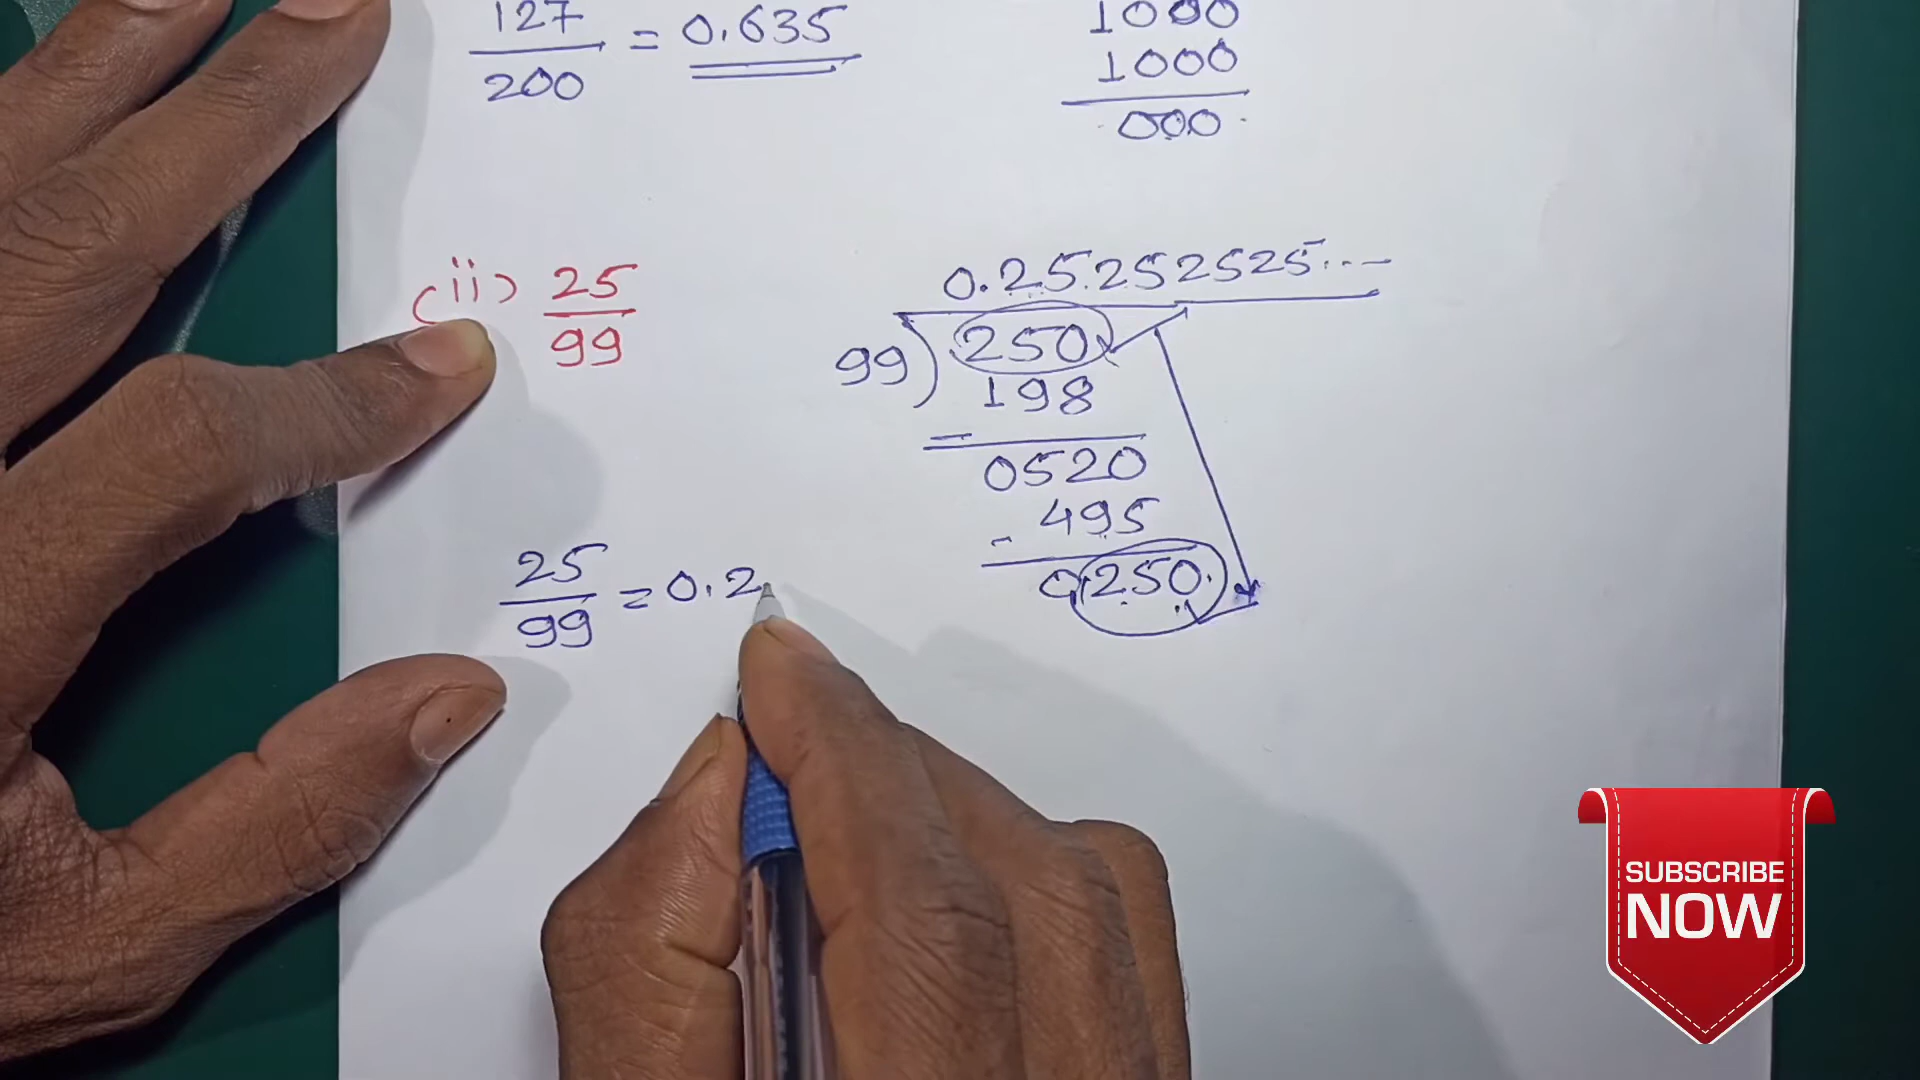 127
200 = 0.635
1000
1000
000
(ii) 25
99
0.25252525...
99) 250
198
- 0520
495
- 0250
25
99 = 0.2
SUBSCRIBE
NOW